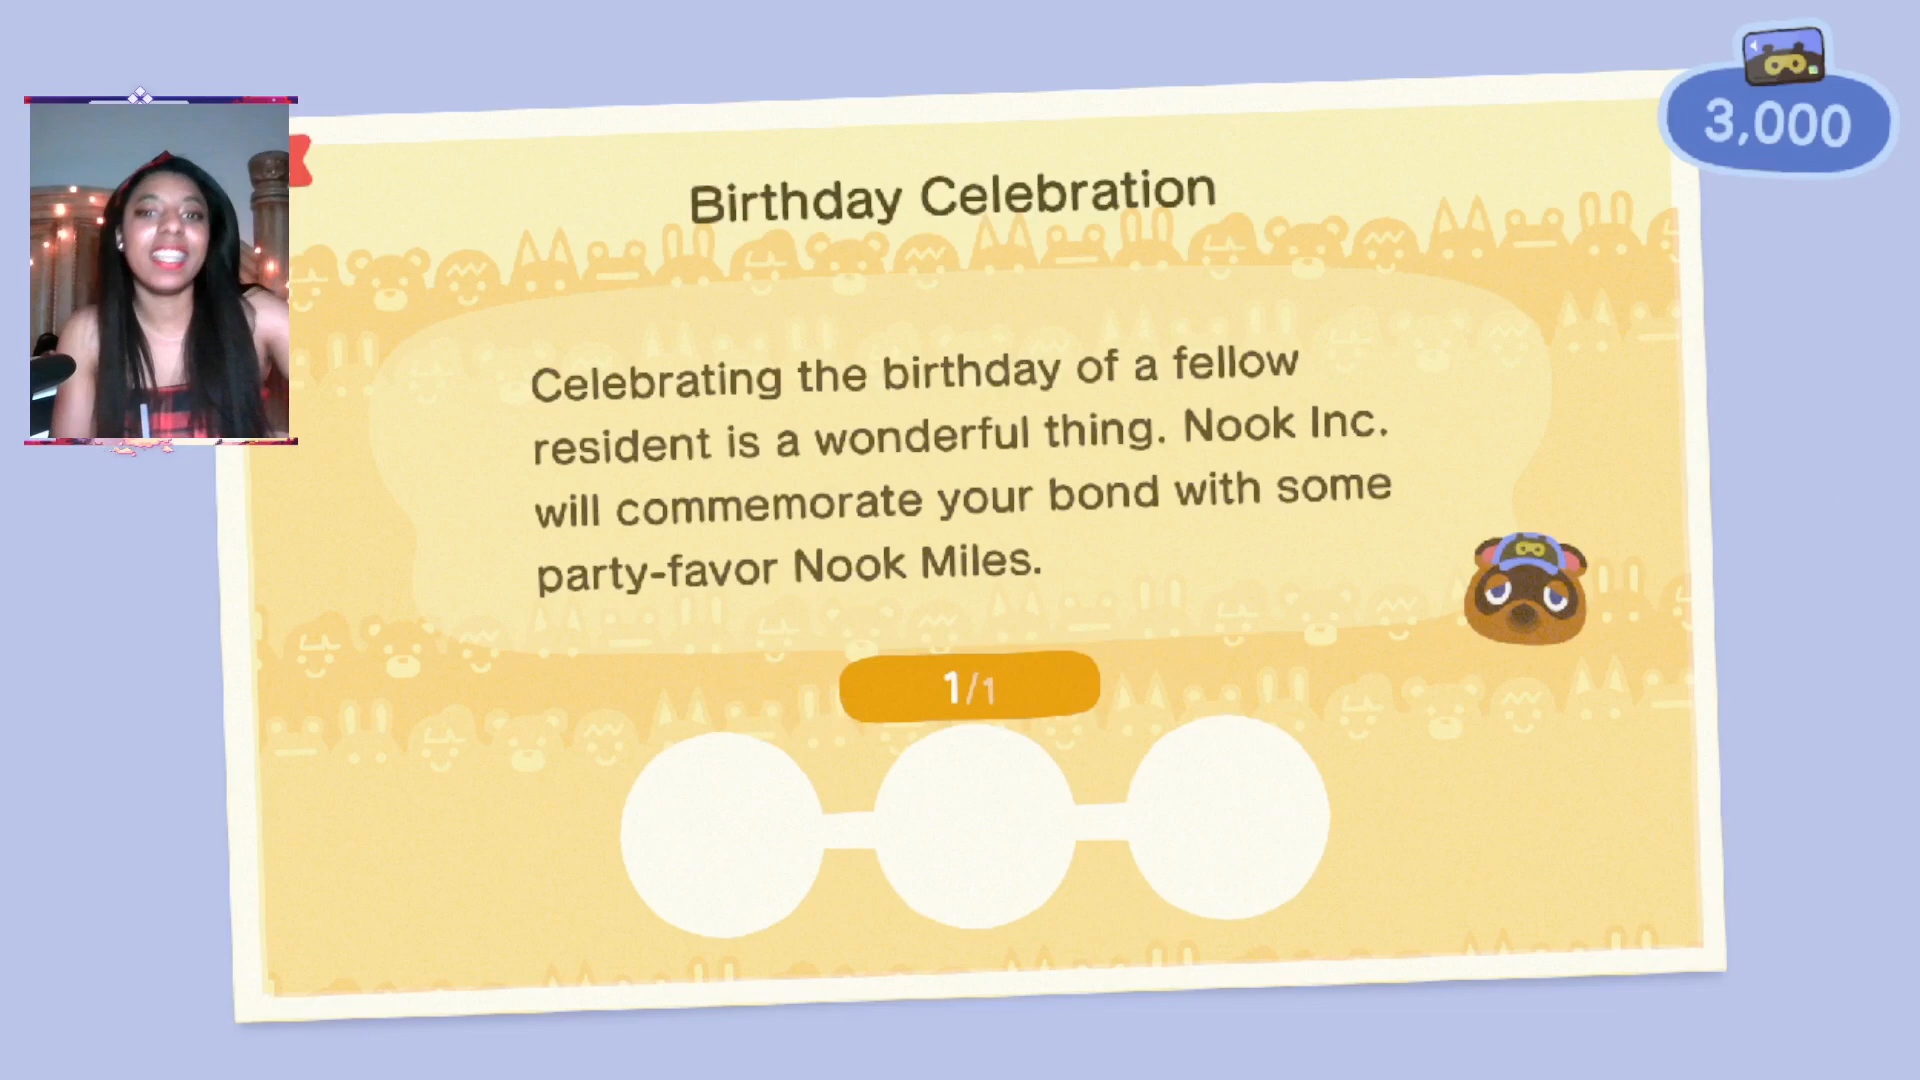 3,000
Birthday Celebration
Celebrating the birthday of a fellow
resident is a wonderful thing. Nook Inc.
will commemorate your bond with some
party-favor Nook Miles.
1/1